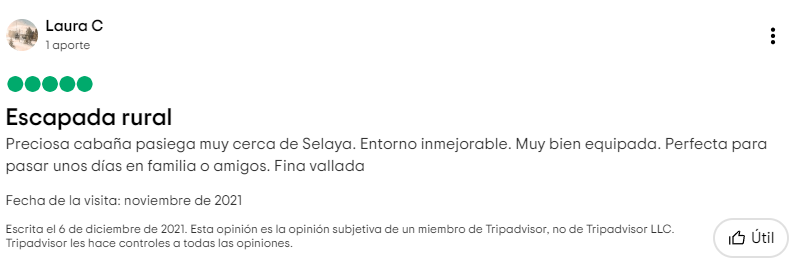 Laura C
1 aporte
Escapada rural
Preciosa cabaña pasiega muy cerca de Selaya. Entorno inmejorable. Muy bien equipada. Perfecta para
pasar unos días en familia o amigos. Fina vallada
Fecha de la visita: noviembre de 2021
Escrita el 6 de diciembre de 2021. Esta opinión es la opinión subjetiva de un miembro de Tripadvisor, no de Tripadvisor LLC.
Tripadvisor les hace controles a todas las opiniones.
Útil